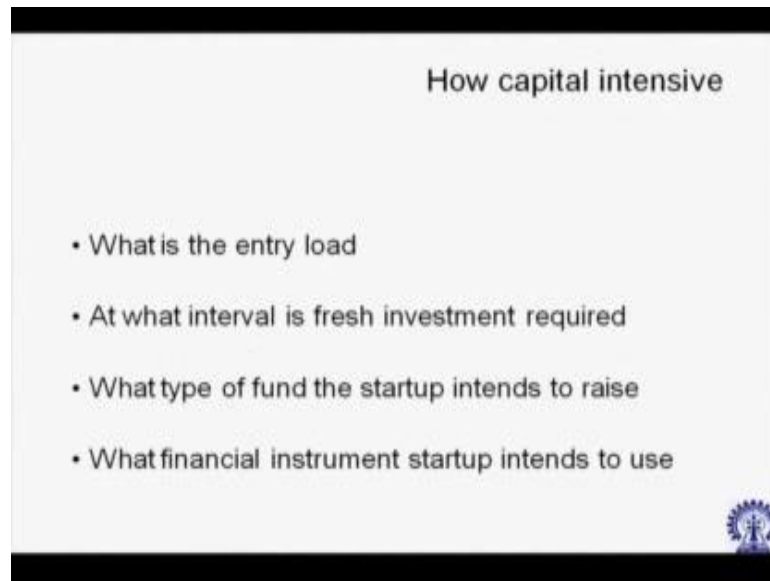 How capital intensive
• What is the entry load
• At what interval is fresh investment required
• What type of fund the startup intends to raise
• What financial instrument startup intends to use